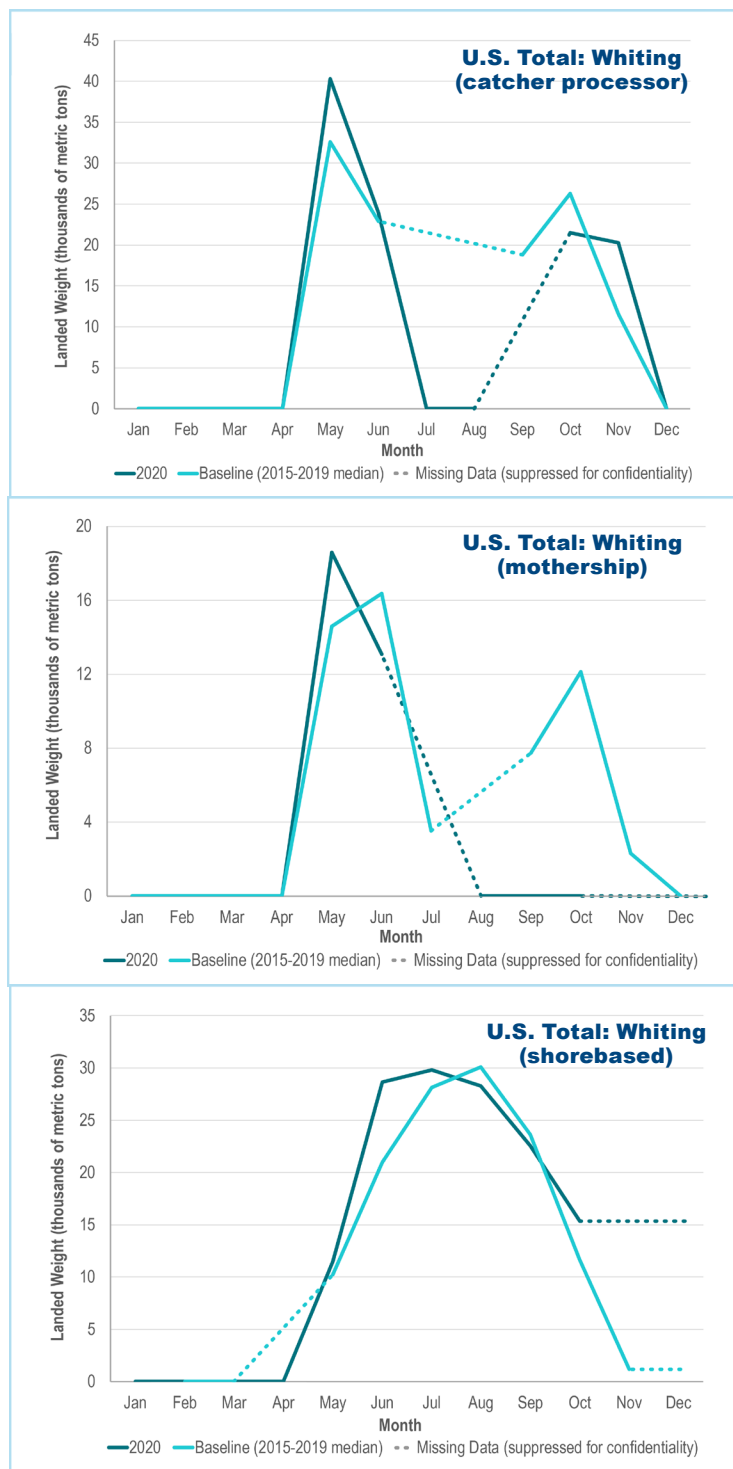 U.S. Total: Whiting
(catcher processor)
Landed Weight (thousands of metric tons)
45
40
35
30
25
20
15
10
5
0
Jan Feb Mar Apr May Jun Jul Aug Sep Oct Nov Dec
Month
2020 Baseline (2015-2019 median) Missing Data (suppressed for confidentiality)
U.S. Total: Whiting
(mothership)
Landed Weight (thousands of metric tons)
20
16
12
8
4
0
Jan Feb Mar Apr May Jun Jul Aug Sep Oct Nov Dec
Month
2020 Baseline (2015-2019 median) Missing Data (suppressed for confidentiality)
U.S. Total: Whiting
(shorebased)
Landed Weight (thousands of metric tons)
35
30
25
20
15
10
5
0
Jan Feb Mar Apr May Jun Jul Aug Sep Oct Nov Dec
Month
2020 Baseline (2015-2019 median) Missing Data (suppressed for confidentiality)